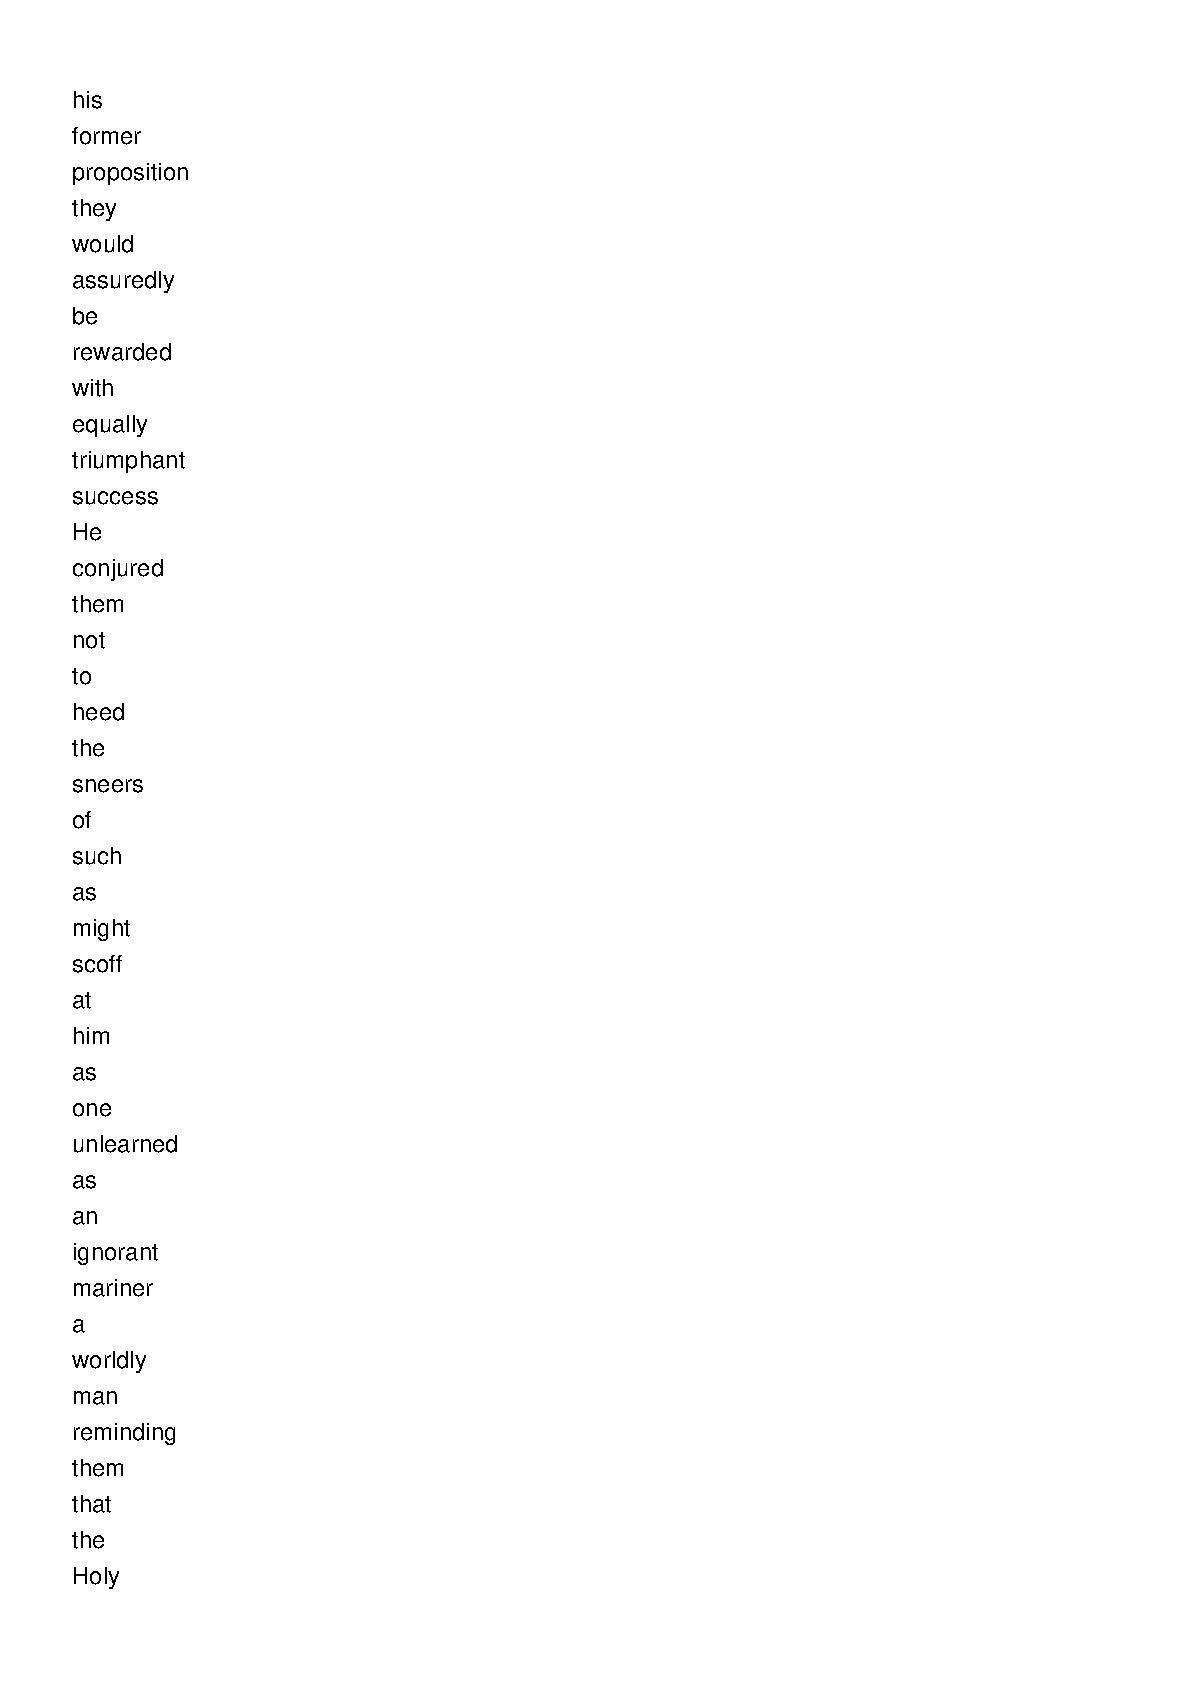 his
former
proposition
they
would
assuredly
be
rewarded
with
equally
triumphant
success
He
conjured
them
not
to
heed
the
sneers
of
such
as
might
scoff
at
him
as
one
unlearned
as
an
ignorant
mariner
a
worldly
man
reminding
them
that
the
Holy